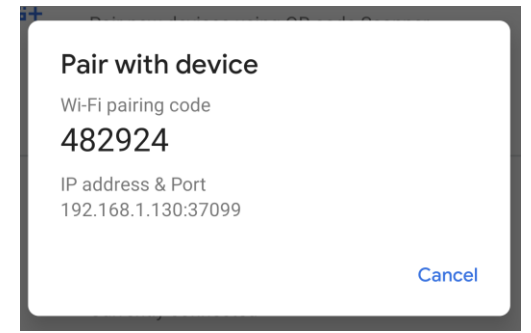 Pair with device
Wi-Fi pairing code
482924
IP address & Port
192.168.1.130:37099
Cancel